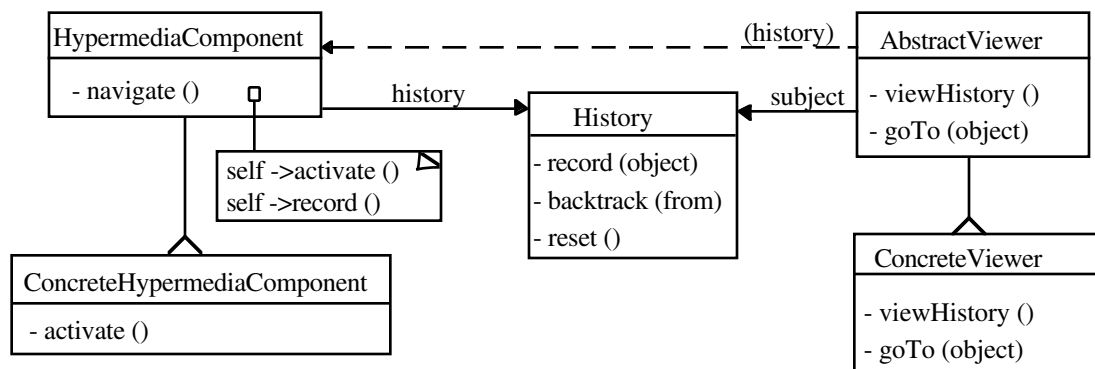 HypermediaComponent
- navigate ()
self ->activate ()
self ->record ()
ConcreteHypermediaComponent
- activate ()
history
(history)
History
- record (object)
- backtrack (from)
- reset ()
subject
AbstractViewer
- viewHistory ()
- goTo (object)
ConcreteViewer
- viewHistory ()
- goTo (object)